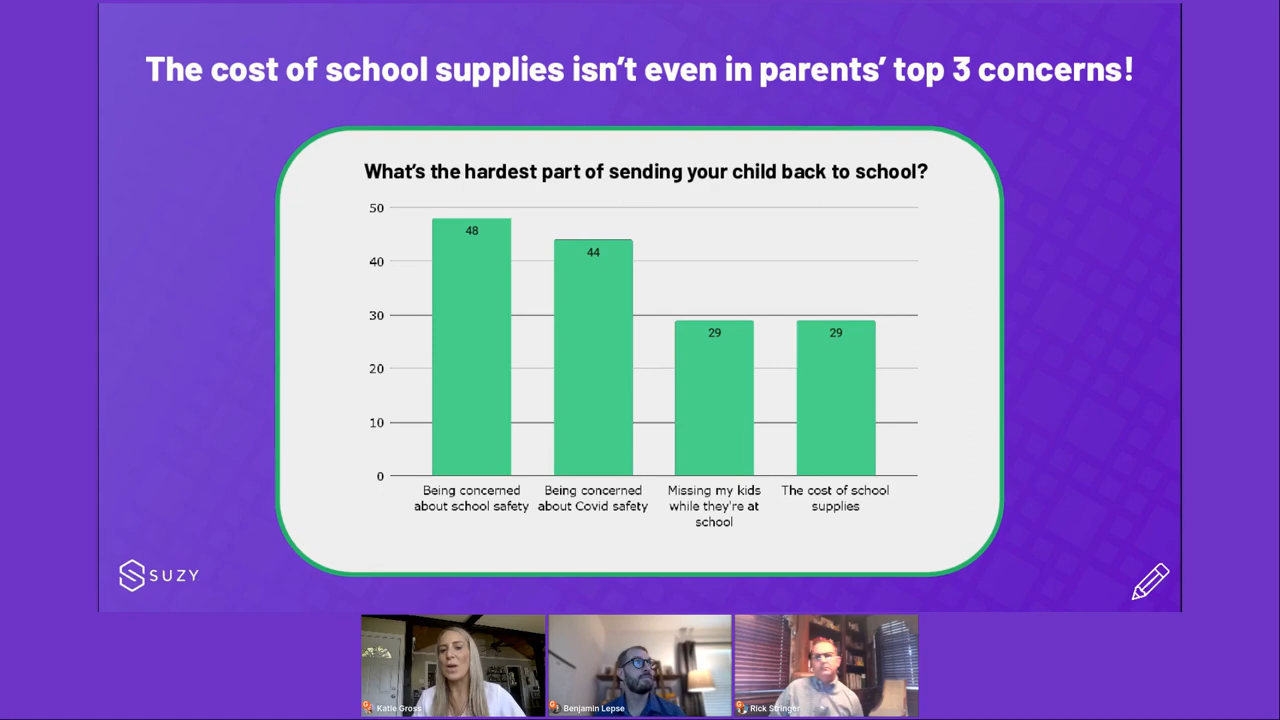 The cost of school supplies isn't even in parents' top 3 concerns!
What's the hardest part of sending your child back to school?
50
40
30
20
10
0
48
44
29
29
Being concerned
about school safety
Being concerned
about Covid safety
Missing my kids
while they're at
school
The cost of school
supplies
SUZY
Katie Gross
Benjamin Lepse
Rick Stringer